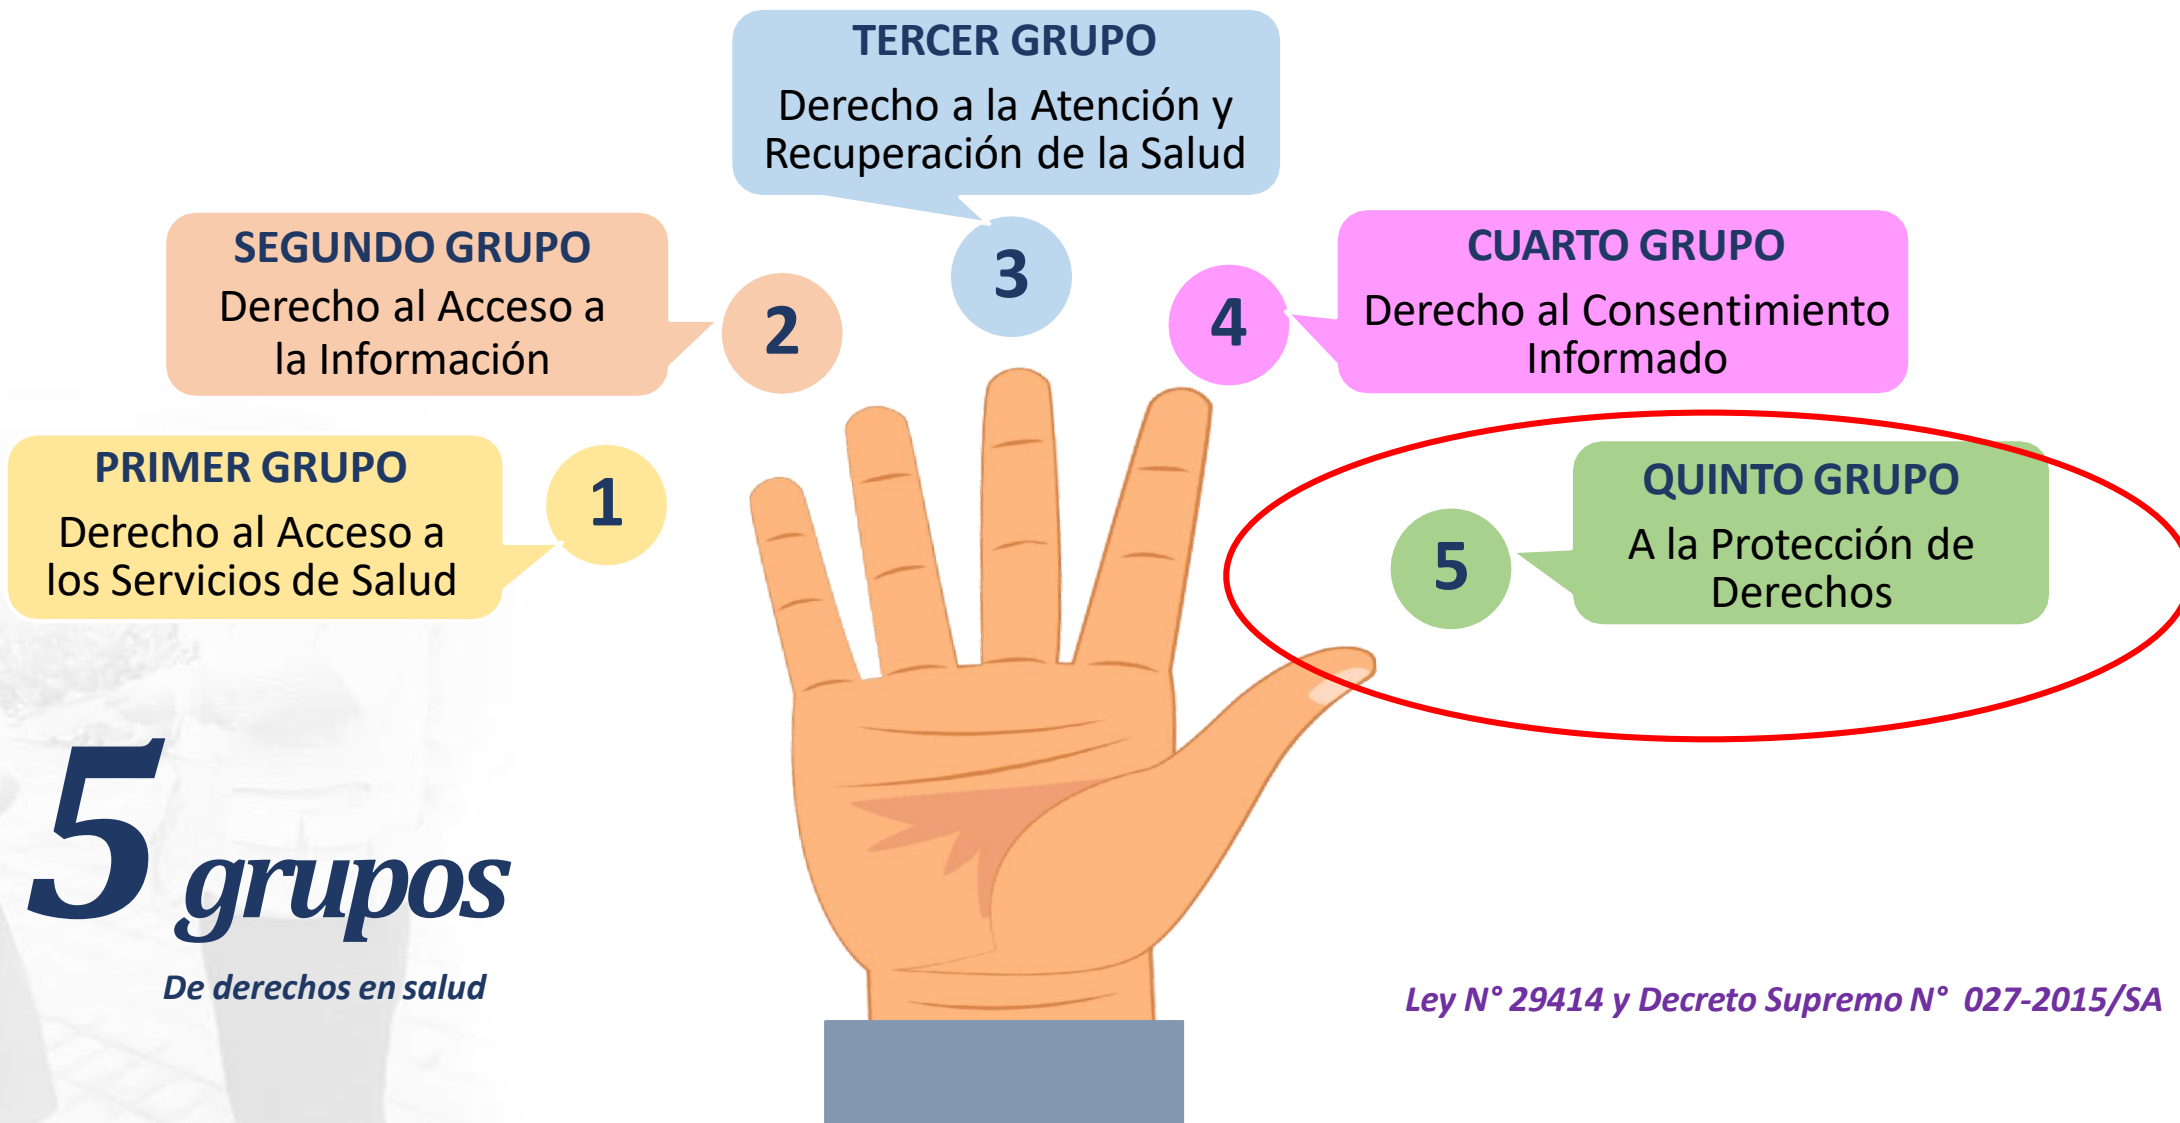 TERCER GRUPO
Derecho a la Atención y
Recuperación de la Salud
3
SEGUNDO GRUPO
Derecho al Acceso a
la Información
2
CUARTO GRUPO
Derecho al Consentimiento
Informado
4
PRIMER GRUPO
Derecho al Acceso a
los Servicios de Salud
1
QUINTO GRUPO
A la Protección de
Derechos
5
5 grupos
De derechos en salud
Ley N° 29414 y Decreto Supremo N° 027-2015/SA